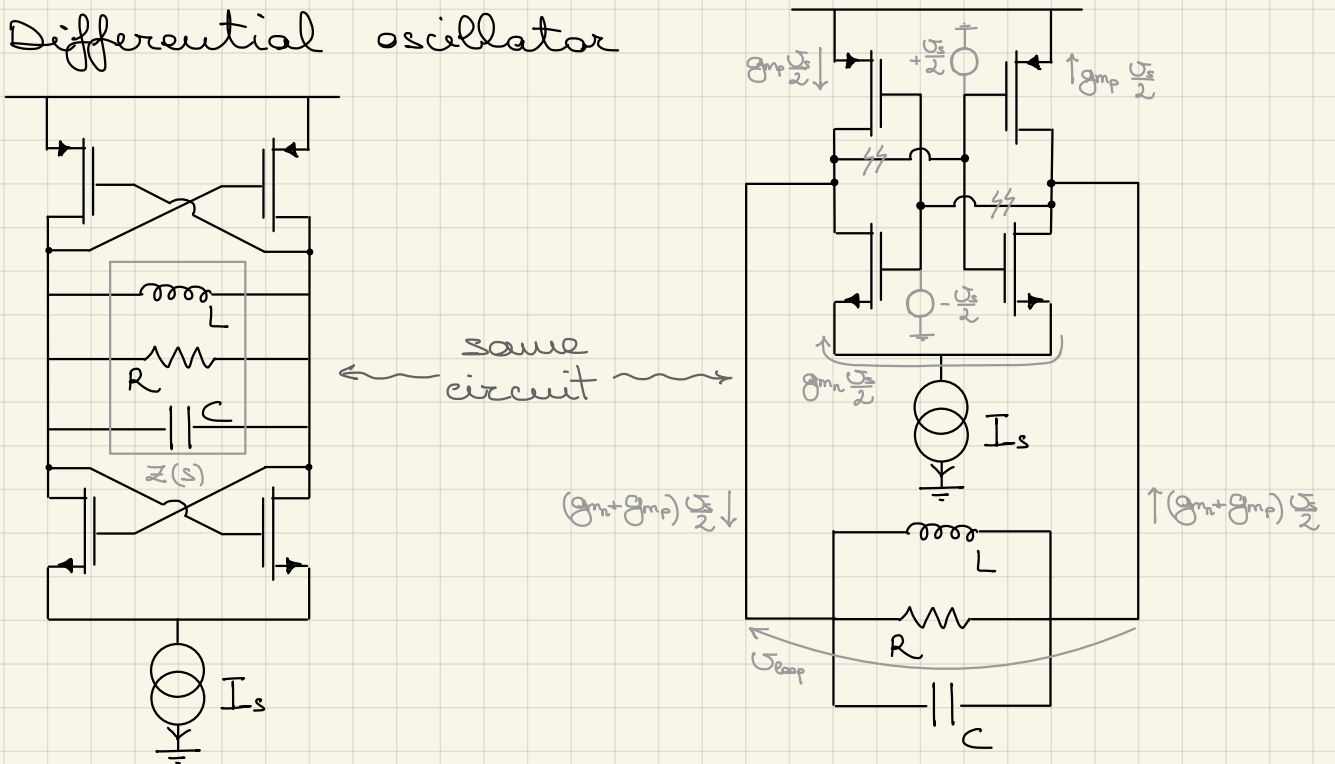 Differential oscillator
L
R
C
Z(s)
Is
same
circuit
gmp vs/2 ↓
+ vs/2
↑ gmp vs/2
- vs/2
gmn vs/2
Is
(gmn+gmp) vs/2 ↓
↑ (gmn+gmp) vs/2
L
R
vloop
C